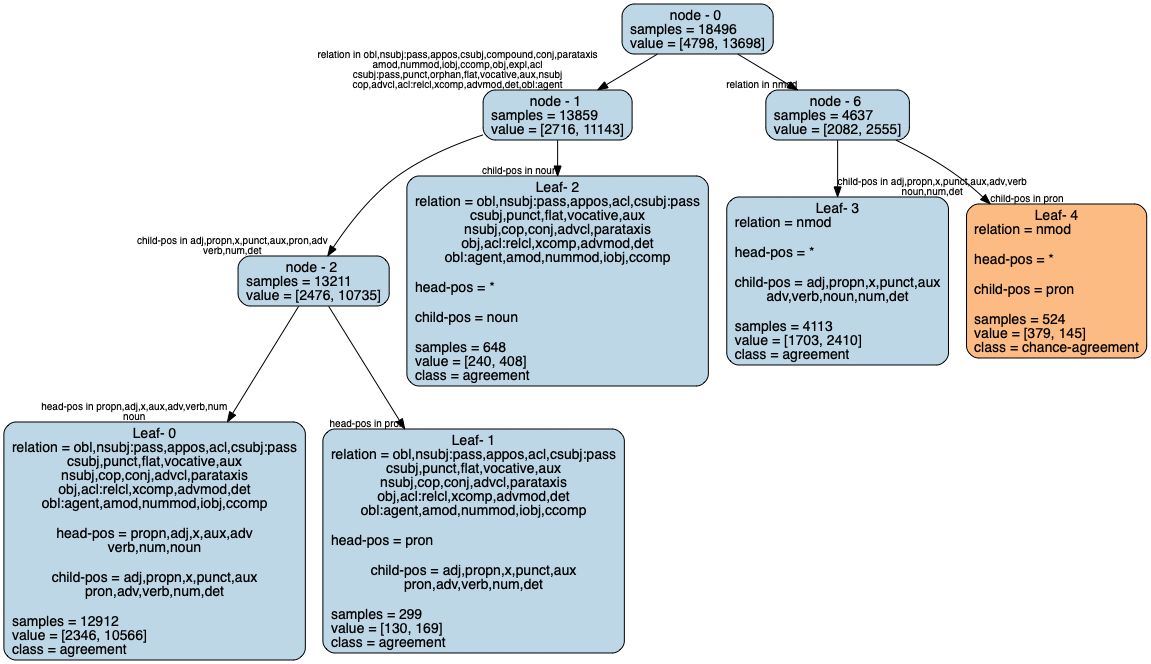 node - 0
samples = 18496
value = [4798, 13698]
relation in obl,nsubj:pass,appos,csubj,compound,conj,parataxis
amod,nummod,iobj,ccomp,obj,expl,acl
csubj:pass,punct,orphan,flat,vocative,aux,nsubj
cop,advcl,acl:relcl,xcomp,advmod,det,obl:agent
relation in nmod
node - 1
samples = 13859
value = [2716, 11143]
node - 6
samples = 4637
value = [2082, 2555]
child-pos in noun
child-pos in adj,propn,x,punct,aux,adv,verb
noun,num,det
child-pos in pron
Leaf- 2
relation = obl,nsubj:pass,appos,acl,csubj:pass
csubj,punct,flat,vocative,aux
nsubj,cop,conj,advcl,parataxis
obj,acl:relcl,xcomp,advmod,det
obl:agent,amod,nummod,iobj,ccomp
head-pos = *
child-pos = noun
samples = 648
value = [240, 408]
class = agreement
Leaf- 3
relation = nmod
head-pos = *
child-pos = adj,propn,x,punct,aux
adv,verb,noun,num,det
samples = 4113
value = [1703, 2410]
class = agreement
Leaf- 4
relation = nmod
head-pos = *
child-pos = pron
samples = 524
value = [379, 145]
class = chance-agreement
child-pos in adj,propn,x,punct,aux,pron,adv
verb,num,det
node - 2
samples = 13211
value = [2476, 10735]
head-pos in propn,adj,x,aux,adv,verb,num
noun
head-pos in pron
Leaf- 0
relation = obl,nsubj:pass,appos,acl,csubj:pass
csubj,punct,flat,vocative,aux
nsubj,cop,conj,advcl,parataxis
obj,acl:relcl,xcomp,advmod,det
obl:agent,amod,nummod,iobj,ccomp
head-pos = propn,adj,x,aux,adv
verb,num,noun
child-pos = adj,propn,x,punct,aux
pron,adv,verb,num,det
samples = 12912
value = [2346, 10566]
class = agreement
Leaf- 1
relation = obl,nsubj:pass,appos,acl,csubj:pass
csubj,punct,flat,vocative,aux
nsubj,cop,conj,advcl,parataxis
obj,acl:relcl,xcomp,advmod,det
obl:agent,amod,nummod,iobj,ccomp
head-pos = pron
child-pos = adj,propn,x,punct,aux
pron,adv,verb,num,det
samples = 299
value = [130, 169]
class = agreement